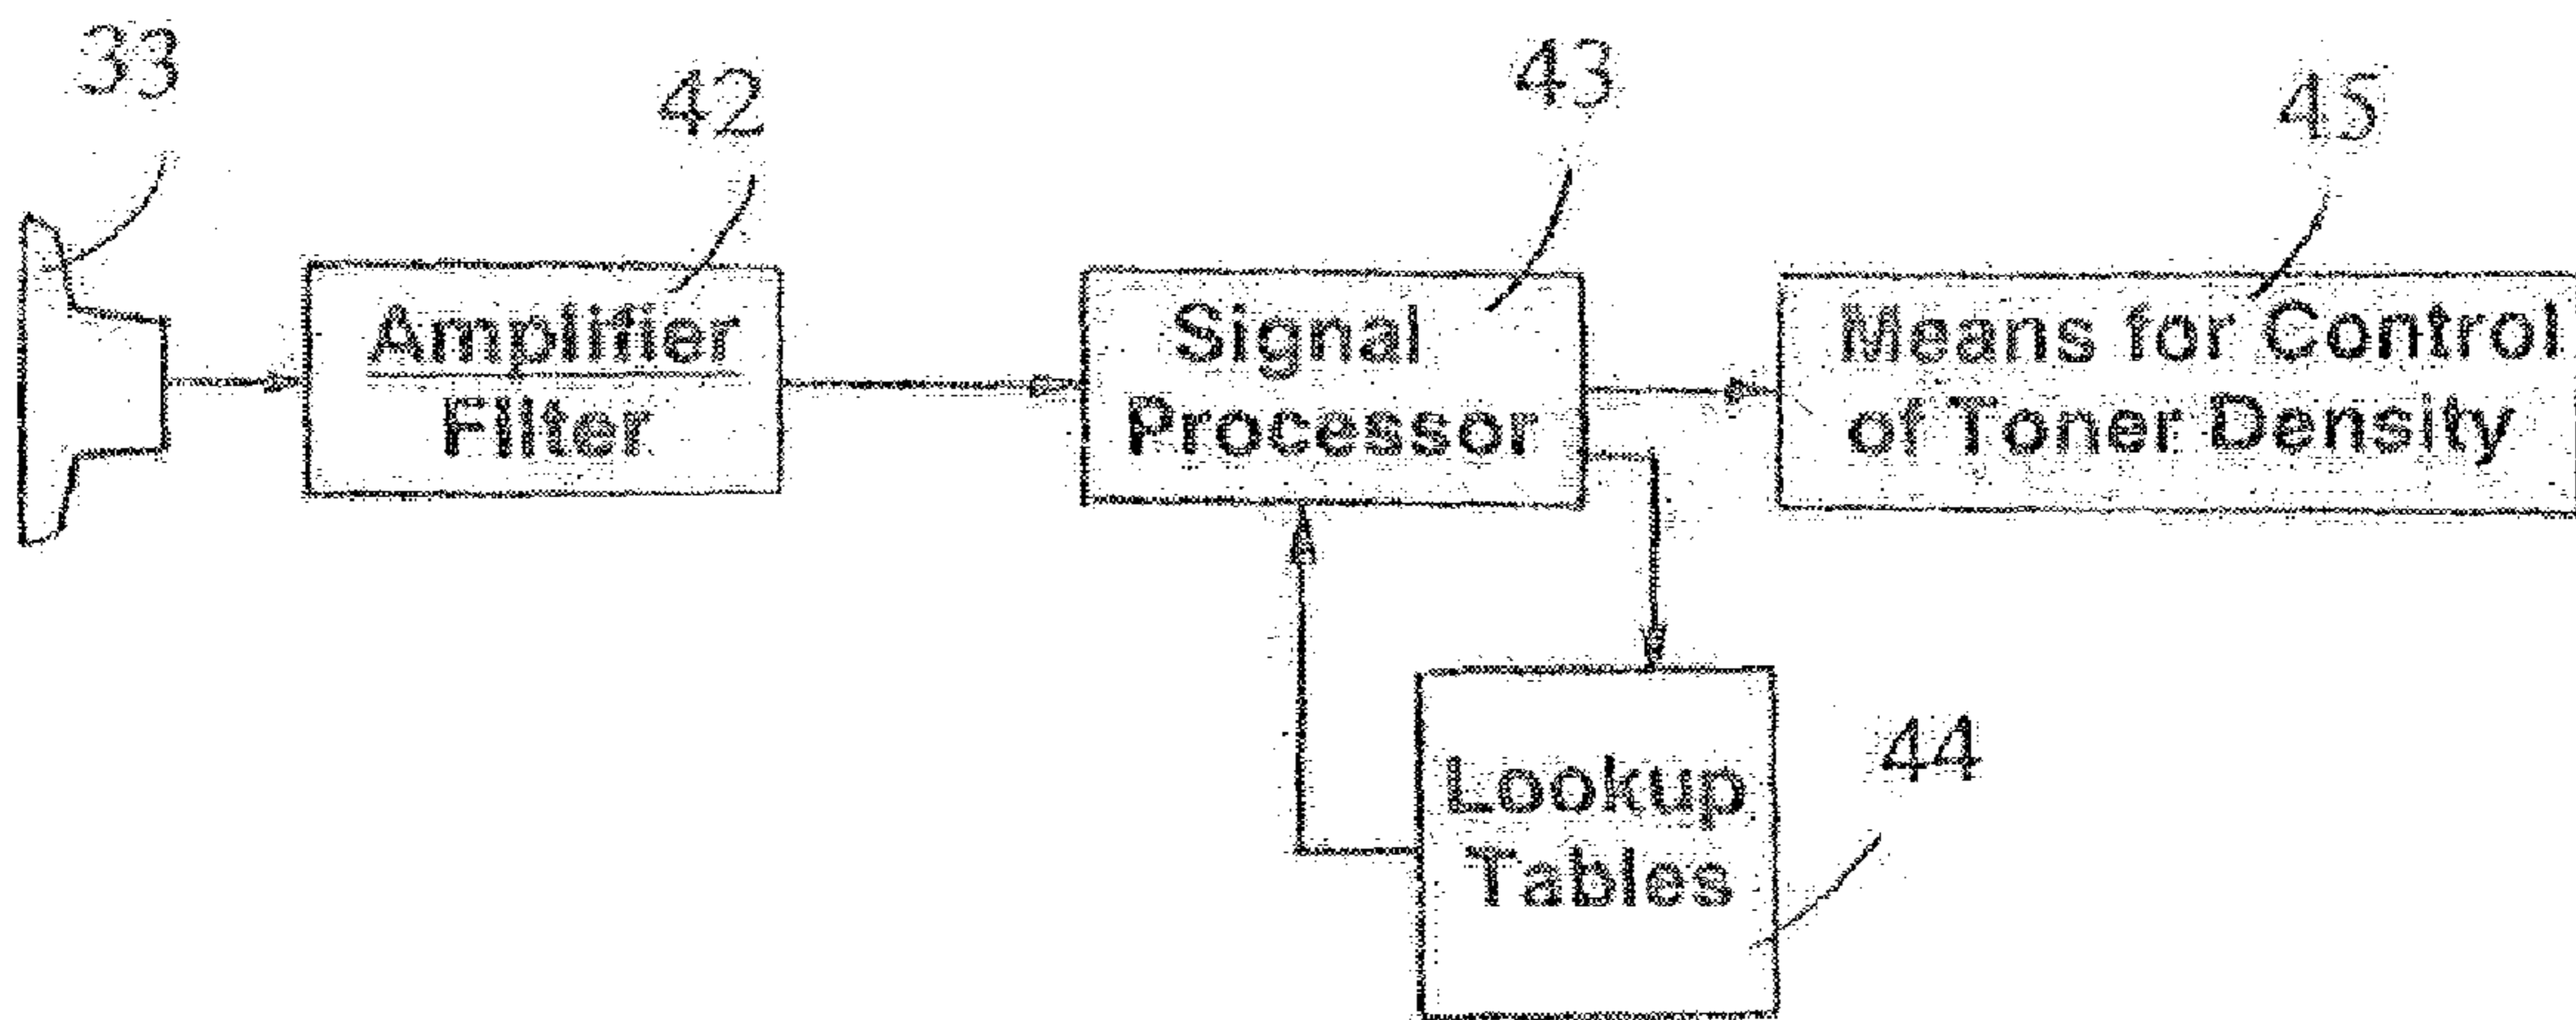 33
42
43
45
Amplifier
Filter
Signal
Processor
Means for Control
of Toner Density
Lookup
Tables
44